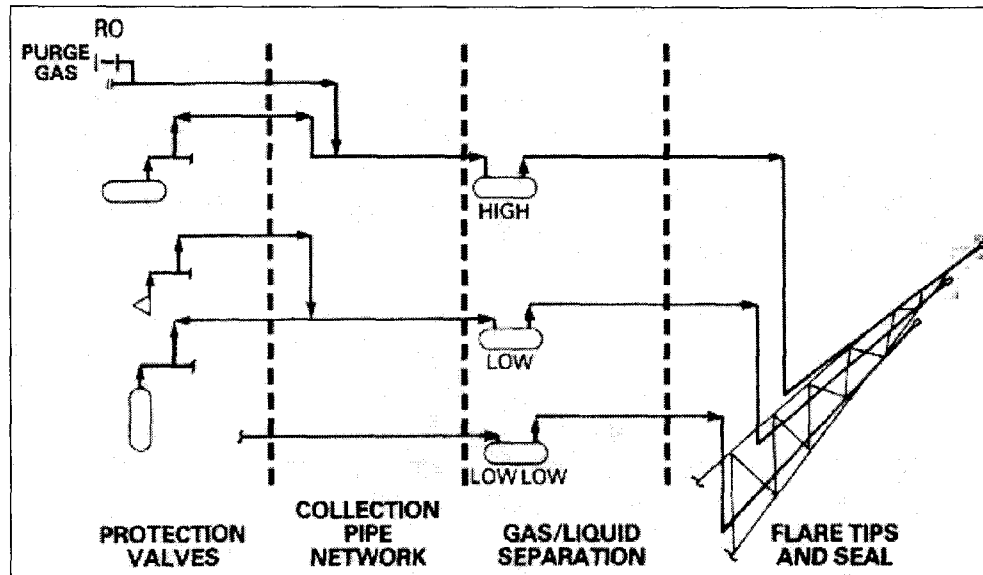 RO
PURGE
GAS
HIGH
LOW
LOW LOW
PROTECTION
VALVES
COLLECTION
PIPE
NETWORK
GAS/LIQUID
SEPARATION
FLARE TIPS
AND SEAL